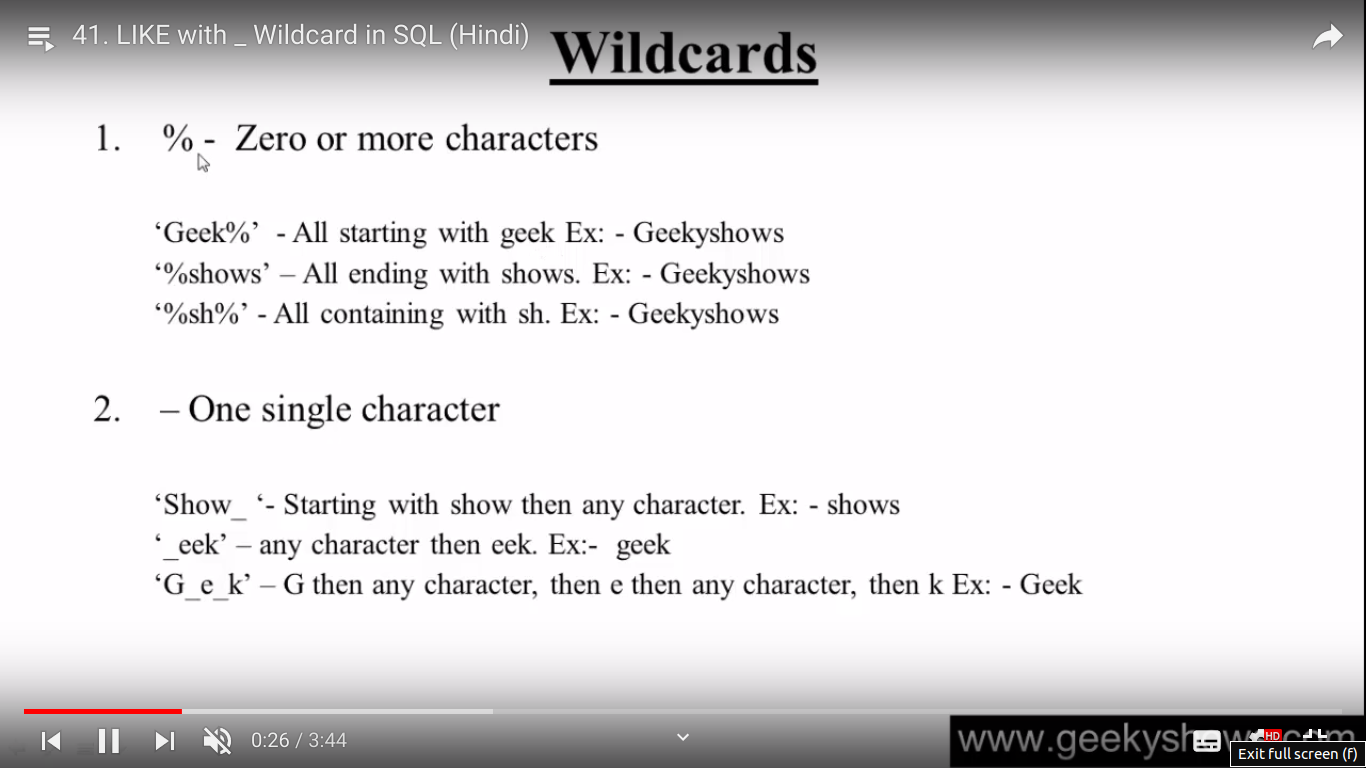 41. LIKE with _ Wildcard in SQL (Hindi)
Wildcards
1. % - Zero or more characters
‘Geek%’ - All starting with geek Ex: - Geekyshows
‘%shows’ – All ending with shows. Ex: - Geekyshows
‘%sh%’ - All containing with sh. Ex: - Geekyshows
2. – One single character
‘Show_ ‘- Starting with show then any character. Ex: - shows
‘_eek’ – any character then eek. Ex:- geek
‘G_e_k’ – G then any character, then e then any character, then k Ex: - Geek
0:26 / 3:44
HD
Exit full screen (f)